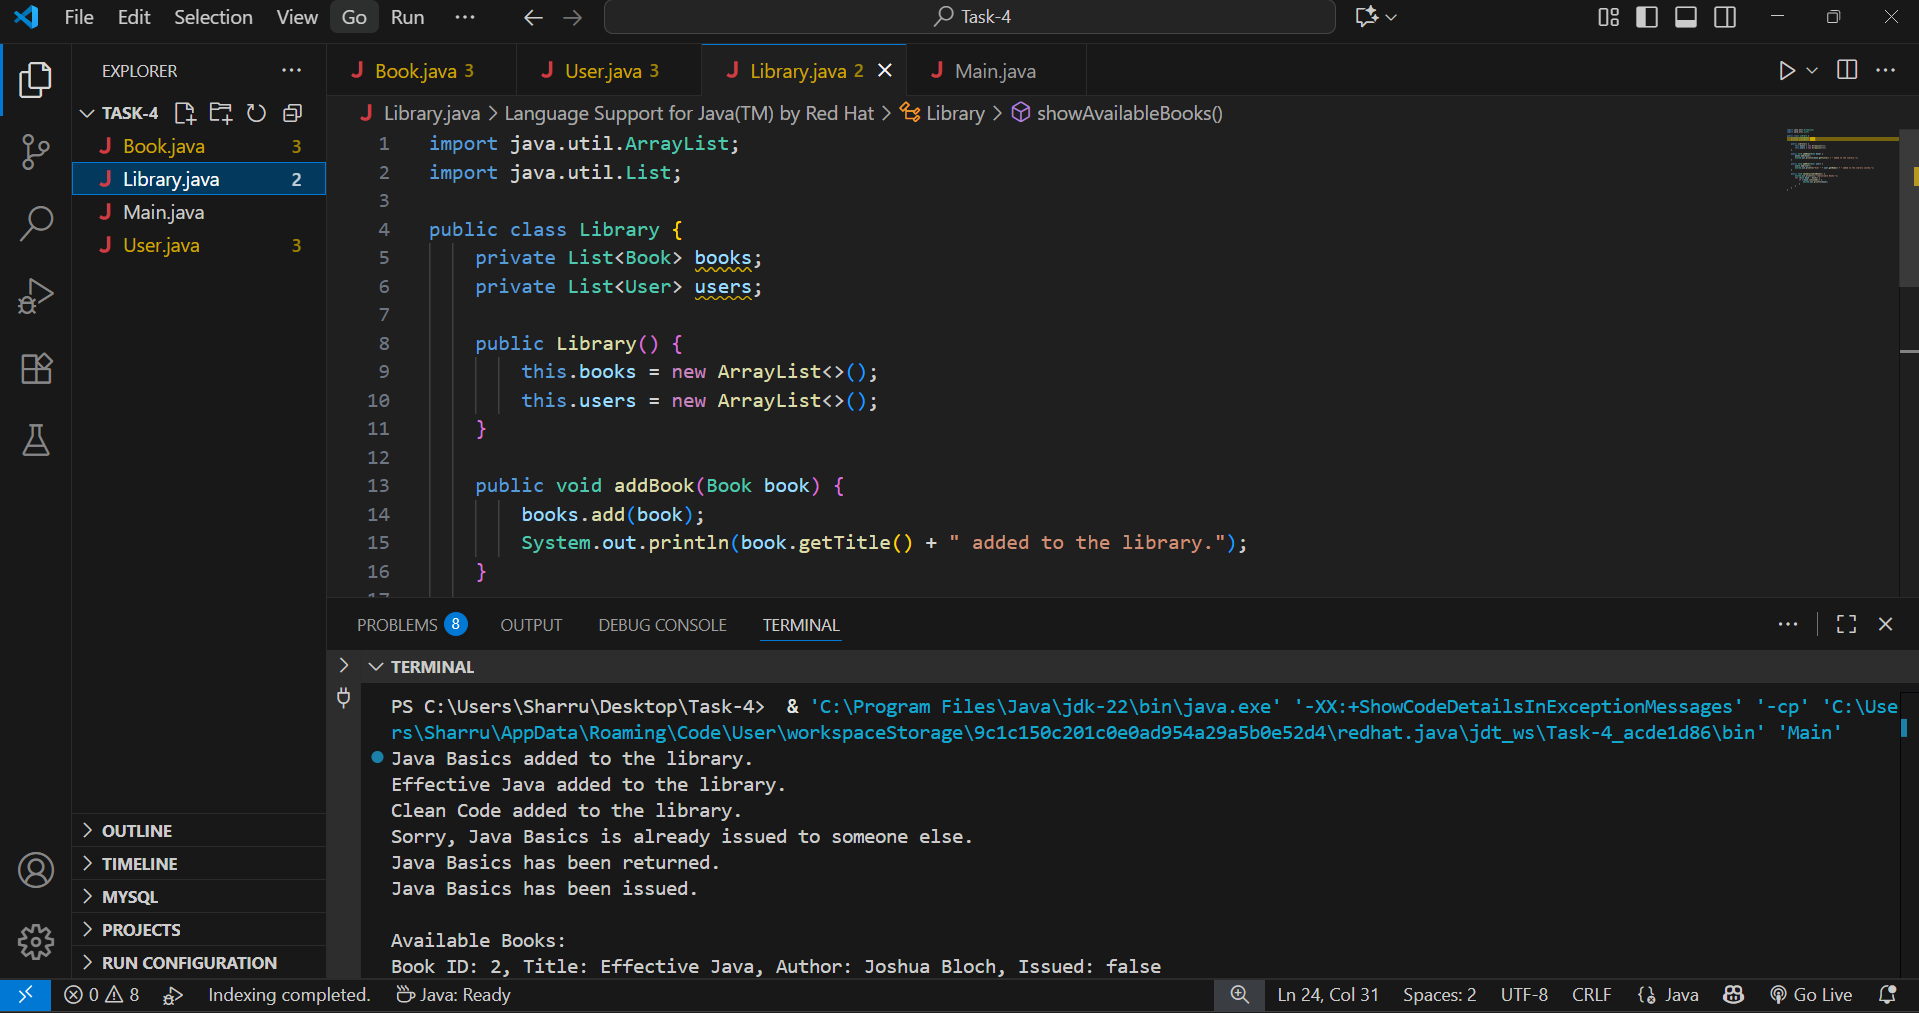 File Edit Selection View Go Run ··· Task-4
EXPLORER ···
TASK-4
Book.java 3
Library.java 2
Main.java
User.java 3
OUTLINE
TIMELINE
MYSQL
PROJECTS
RUN CONFIGURATION
Book.java 3 User.java 3 Library.java 2 Main.java
Library.java > Language Support for Java(TM) by Red Hat > Library > showAvailableBooks()
1 import java.util.ArrayList;
2 import java.util.List;
3
4 public class Library {
5 private List<Book> books;
6 private List<User> users;
7
8 public Library() {
9 this.books = new ArrayList<>();
10 this.users = new ArrayList<>();
11 }
12
13 public void addBook(Book book) {
14 books.add(book);
15 System.out.println(book.getTitle() + " added to the library.");
16 }
17
PROBLEMS 8 OUTPUT DEBUG CONSOLE TERMINAL
TERMINAL
PS C:\Users\Sharru\Desktop\Task-4> & 'C:\Program Files\Java\jdk-22\bin\java.exe' '-XX:+ShowCodeDetailsInExceptionMessages' '-cp' 'C:\Use
rs\Sharru\AppData\Roaming\Code\User\workspaceStorage\9c1c150c201c0e0ad954a29a5b0e52d4\redhat.java\jdt_ws\Task-4_acde1d86\bin' 'Main'
Java Basics added to the library.
Effective Java added to the library.
Clean Code added to the library.
Sorry, Java Basics is already issued to someone else.
Java Basics has been returned.
Java Basics has been issued.
Available Books:
Book ID: 2, Title: Effective Java, Author: Joshua Bloch, Issued: false
0 8 Indexing completed. Java: Ready Ln 24, Col 31 Spaces: 2 UTF-8 CRLF Java Go Live